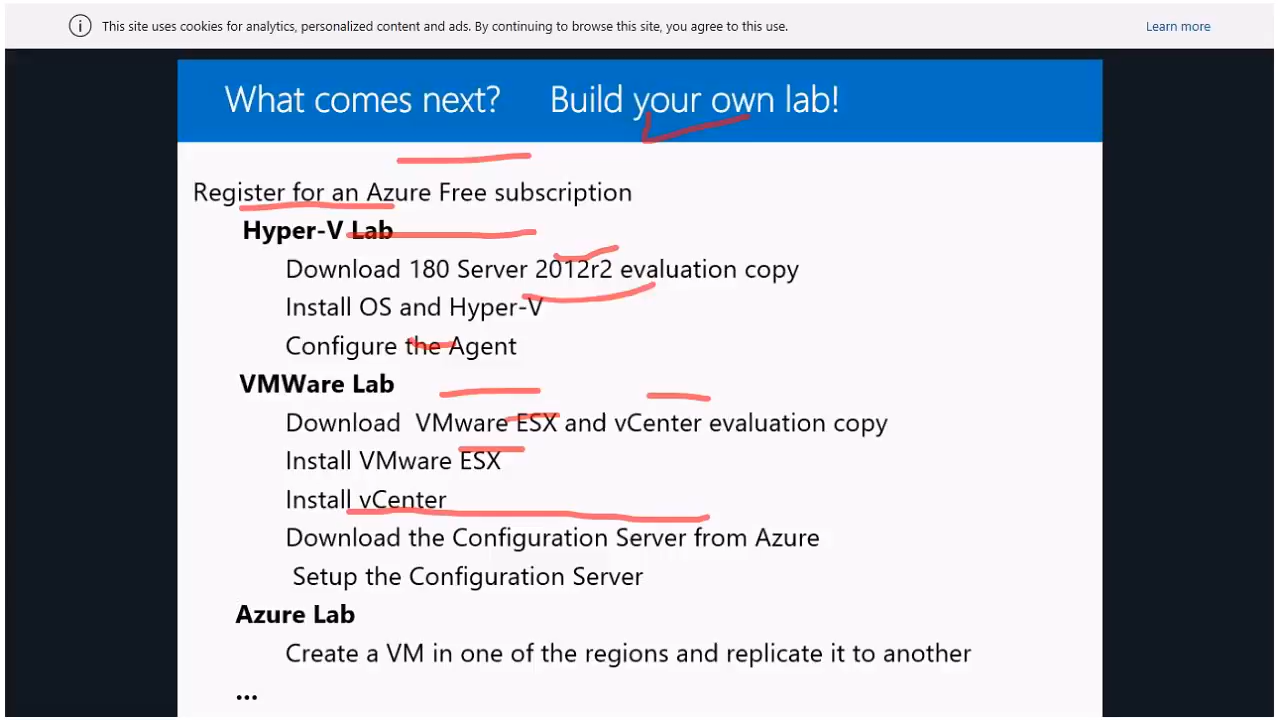 This site uses cookies for analytics, personalized content and ads. By continuing to browse this site, you agree to this use.
Learn more
What comes next? Build your own lab!
Register for an Azure Free subscription
Hyper-V Lab
Download 180 Server 2012r2 evaluation copy
Install OS and Hyper-V
Configure the Agent
VMWare Lab
Download VMware ESX and vCenter evaluation copy
Install VMware ESX
Install vCenter
Download the Configuration Server from Azure
Setup the Configuration Server
Azure Lab
Create a VM in one of the regions and replicate it to another
...